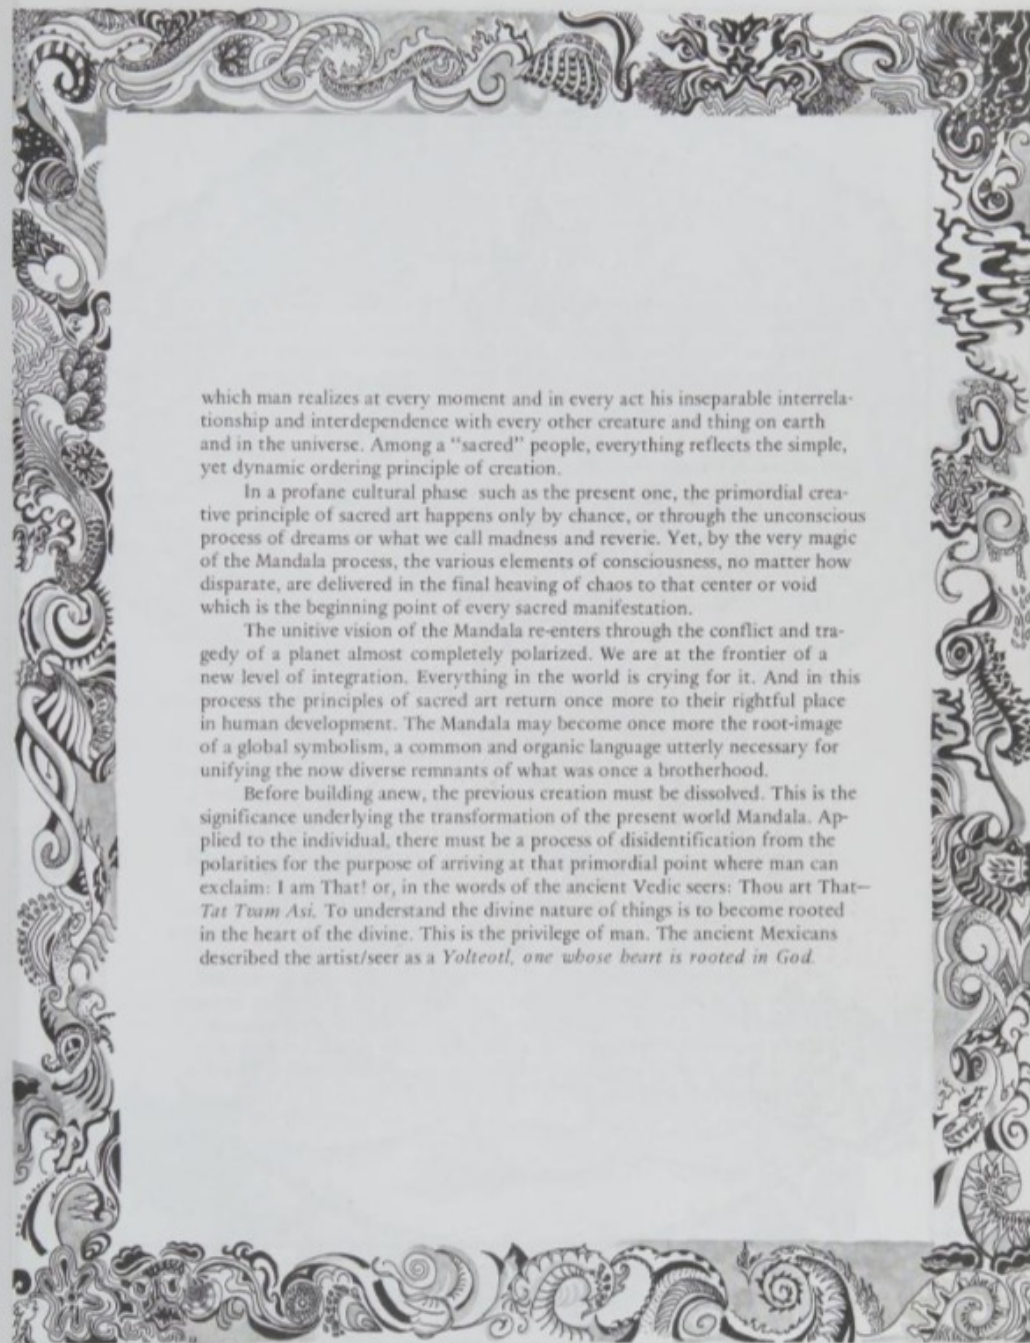 which man realizes at every moment and in every act his inseparable interrela-
tionship and interdependence with every other creature and thing on earth
and in the universe. Among a “sacred” people, everything reflects the simple,
yet dynamic ordering principle of creation.
In a profane cultural phase such as the present one, the primordial crea-
tive principle of sacred art happens only by chance, or through the unconscious
process of dreams or what we call madness and reverie. Yet, by the very magic
of the Mandala process, the various elements of consciousness, no matter how
disparate, are delivered in the final heaving of chaos to that center or void
which is the beginning point of every sacred manifestation.
The unitive vision of the Mandala re-enters through the conflict and tra-
gedy of a planet almost completely polarized. We are at the frontier of a
new level of integration. Everything in the world is crying for it. And in this
process the principles of sacred art return once more to their rightful place
in human development. The Mandala may become once more the root-image
of a global symbolism, a common and organic language utterly necessary for
unifying the now diverse remnants of what was once a brotherhood.
Before building anew, the previous creation must be dissolved. This is the
significance underlying the transformation of the present world Mandala. Ap-
plied to the individual, there must be a process of disidentification from the
polarities for the purpose of arriving at that primordial point where man can
exclaim: I am That! or, in the words of the ancient Vedic seers: Thou art That—
Tat Tvam Asi. To understand the divine nature of things is to become rooted
in the heart of the divine. This is the privilege of man. The ancient Mexicans
described the artist/seer as a Yolteotl, one whose heart is rooted in God.